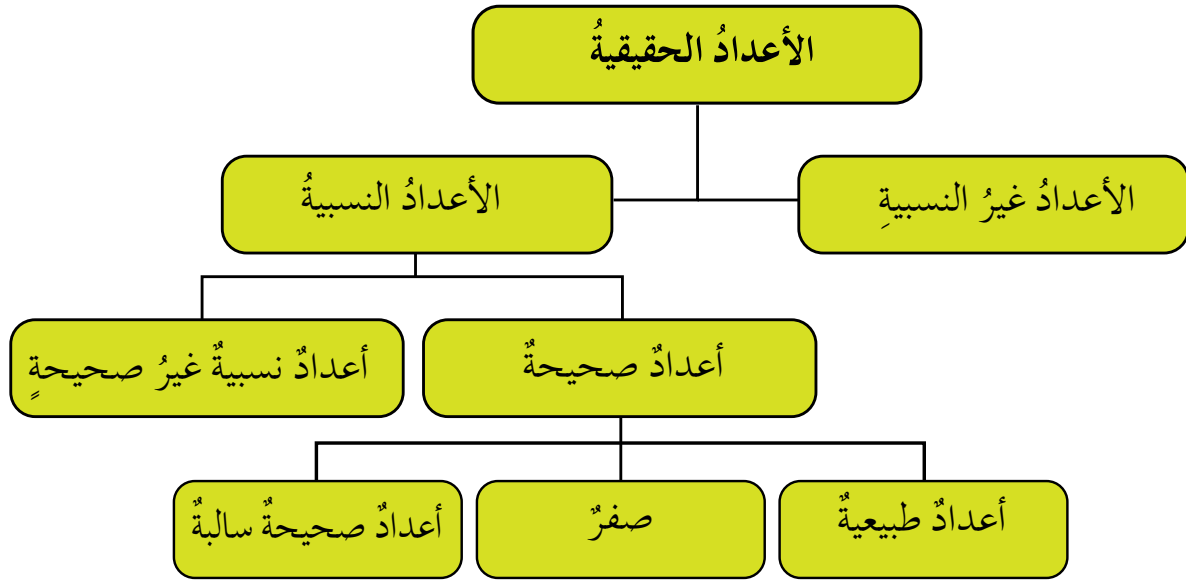 الأعدادُ الحقيقيةُ
الأعدادُ غيرُ النسبيةِ
الأعدادُ النسبيةُ
أعدادٌ صحيحةٌ
أعدادٌ نسبيةٌ غيرُ صحيحةٍ
أعدادٌ طبيعيةٌ
صفرٌ
أعدادٌ صحيحةٌ سالبةٌ